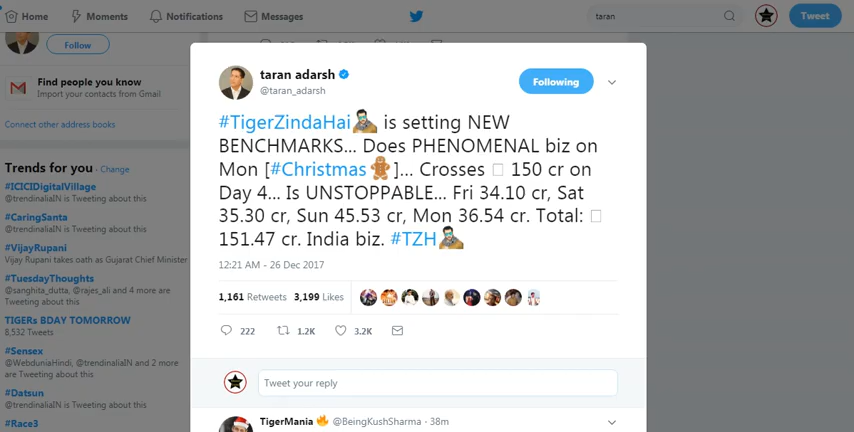 Home Moments Notifications Messages taran Tweet
Follow
Find people you know
Import your contacts from Gmail
Connect other address books
Trends for you · Change
#ICICIDigitalVillage
@trendinaliaIN is Tweeting about this
#CaringSanta
@trendinaliaIN is Tweeting about this
#VijayRupani
Vijay Rupani takes oath as Gujarat Chief Minister
#TuesdayThoughts
@sanghita_dutta, @rajes_ali and 4 more are
Tweeting about this
TIGERs BDAY TOMORROW
8,532 Tweets
#Sensex
@WebduniaHindi, @trendinaliaIN and 2 more
are Tweeting about this
#Datsun
@trendinaliaIN is Tweeting about this
#Race3
taran adarsh
@taran_adarsh
Following
#TigerZindaHai is setting NEW
BENCHMARKS... Does PHENOMENAL biz on
Mon [#Christmas]... Crosses 150 cr on
Day 4... Is UNSTOPPABLE... Fri 34.10 cr, Sat
35.30 cr, Sun 45.53 cr, Mon 36.54 cr. Total:
151.47 cr. India biz. #TZH
12:21 AM - 26 Dec 2017
1,161 Retweets 3,199 Likes
222 1.2K 3.2K
Tweet your reply
TigerMania @BeingKushSharma · 38m